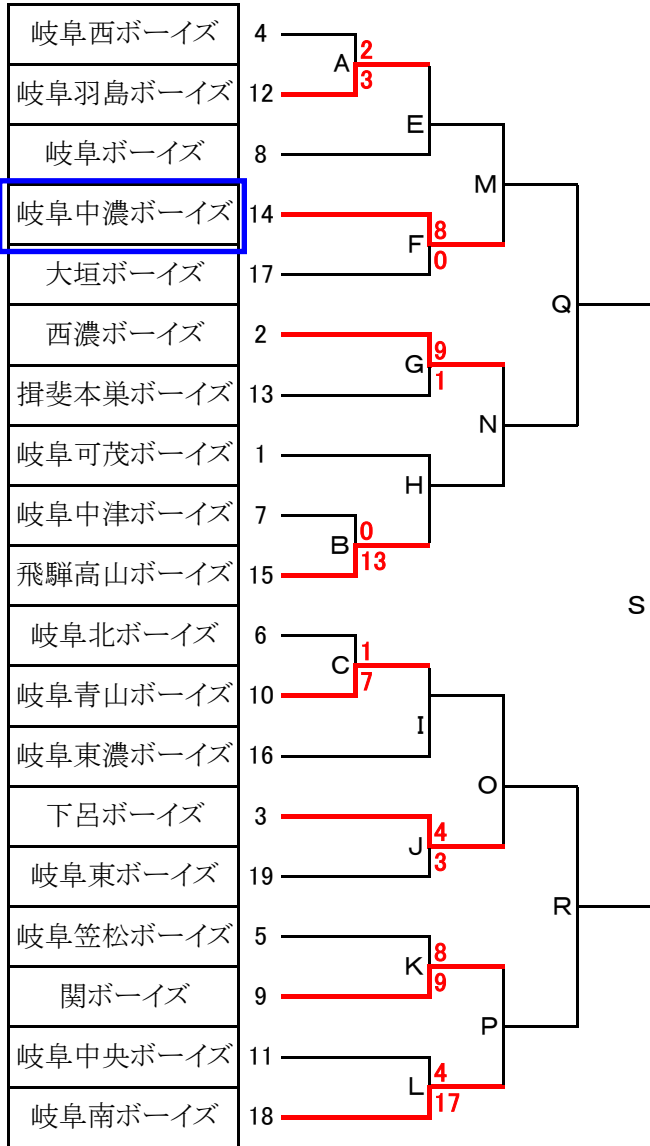 岐阜西ボーイズ 4
A 2
3
岐阜羽島ボーイズ 12
E
岐阜ボーイズ 8
M
岐阜中濃ボーイズ 14
F 8
0
大垣ボーイズ 17
Q
西濃ボーイズ 2
G 9
1
揖斐本巣ボーイズ 13
N
岐阜可茂ボーイズ 1
H
岐阜中津ボーイズ 7
B 0
13
飛騨高山ボーイズ 15
S
岐阜北ボーイズ 6
C 1
7
岐阜青山ボーイズ 10
I
岐阜東濃ボーイズ 16
O
下呂ボーイズ 3
J 4
3
岐阜東ボーイズ 19
R
岐阜笠松ボーイズ 5
K 8
9
関ボーイズ 9
P
岐阜中央ボーイズ 11
L 4
17
岐阜南ボーイズ 18